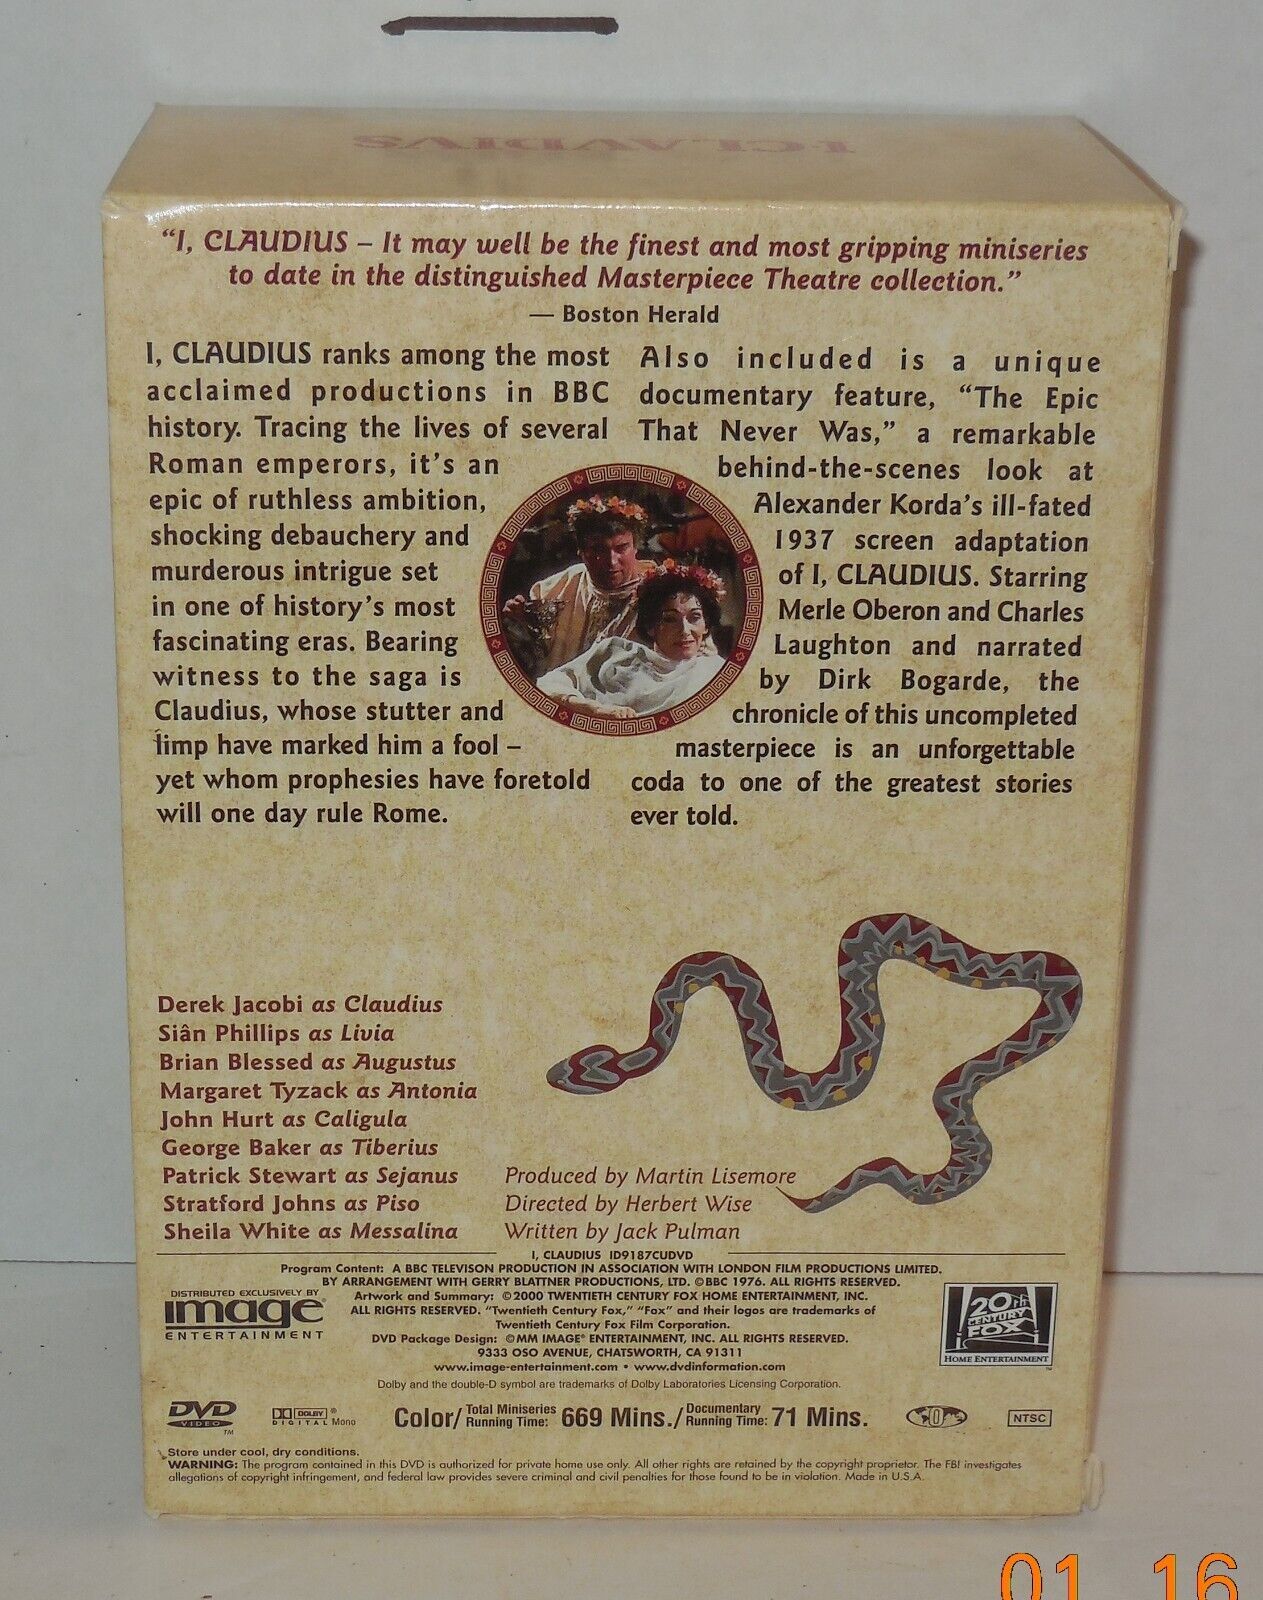 I·CLAVDIVS
“I, CLAUDIUS – It may well be the finest and most gripping miniseries
to date in the distinguished Masterpiece Theatre collection.”
— Boston Herald
I, CLAUDIUS ranks among the most
acclaimed productions in BBC
history. Tracing the lives of several
Roman emperors, it’s an
epic of ruthless ambition,
shocking debauchery and
murderous intrigue set
in one of history’s most
fascinating eras. Bearing
witness to the saga is
Claudius, whose stutter and
limp have marked him a fool –
yet whom prophesies have foretold
will one day rule Rome.
Also included is a unique
documentary feature, “The Epic
That Never Was,” a remarkable
behind-the-scenes look at
Alexander Korda’s ill-fated
1937 screen adaptation
of I, CLAUDIUS. Starring
Merle Oberon and Charles
Laughton and narrated
by Dirk Bogarde, the
chronicle of this uncompleted
masterpiece is an unforgettable
coda to one of the greatest stories
ever told.
Derek Jacobi as Claudius
Siân Phillips as Livia
Brian Blessed as Augustus
Margaret Tyzack as Antonia
John Hurt as Caligula
George Baker as Tiberius
Patrick Stewart as Sejanus
Stratford Johns as Piso
Sheila White as Messalina
Produced by Martin Lisemore
Directed by Herbert Wise
Written by Jack Pulman
I, CLAUDIUS ID9187CUDVD
Program Content: A BBC TELEVISON PRODUCTION IN ASSOCIATION WITH LONDON FILM PRODUCTIONS LIMITED.
BY ARRANGEMENT WITH GERRY BLATTNER PRODUCTIONS, LTD. ©BBC 1976. ALL RIGHTS RESERVED.
Artwork and Summary: ©2000 TWENTIETH CENTURY FOX HOME ENTERTAINMENT, INC.
ALL RIGHTS RESERVED. “Twentieth Century Fox,” “Fox” and their logos are trademarks of
Twentieth Century Fox Film Corporation.
DVD Package Design: ©MM IMAGE® ENTERTAINMENT, INC. ALL RIGHTS RESERVED.
9333 OSO AVENUE, CHATSWORTH, CA 91311
www.image-entertainment.com • www.dvdinformation.com
DISTRIBUTED EXCLUSIVELY BY
image®
ENTERTAINMENT
20th
CENTURY
FOX
HOME ENTERTAINMENT™
Dolby and the double-D symbol are trademarks of Dolby Laboratories Licensing Corporation.
DVD
VIDEO™
DOLBY®
DIGITAL Mono
Color/ Total Miniseries Running Time: 669 Mins./ Documentary Running Time: 71 Mins.
0
NTSC
Store under cool, dry conditions.
WARNING: The program contained in this DVD is authorized for private home use only. All other rights are retained by the copyright proprietor. The FBI investigates
allegations of copyright infringement, and federal law provides severe criminal and civil penalties for those found to be in violation. Made in U.S.A.
01 16